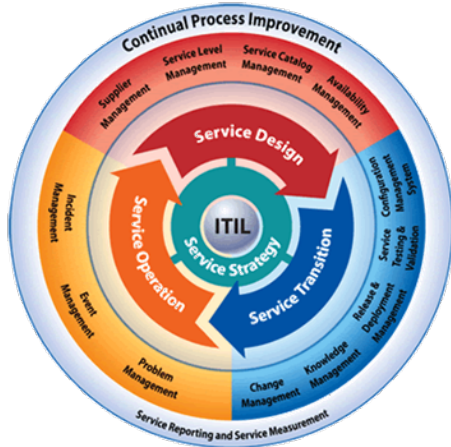 Continual Process Improvement
Supplier
Management
Service Level
Management
Service Catalog
Management
Availability
Management
Service Design
Configuration
Management
System
Service
Testing &
Validation
Release &
Deployment
Management
Knowledge
Management
Change
Management
Service Transition
ITIL
Service Strategy
Service Operation
Incident
Management
Event
Management
Problem
Management
Service Reporting and Service Measurement